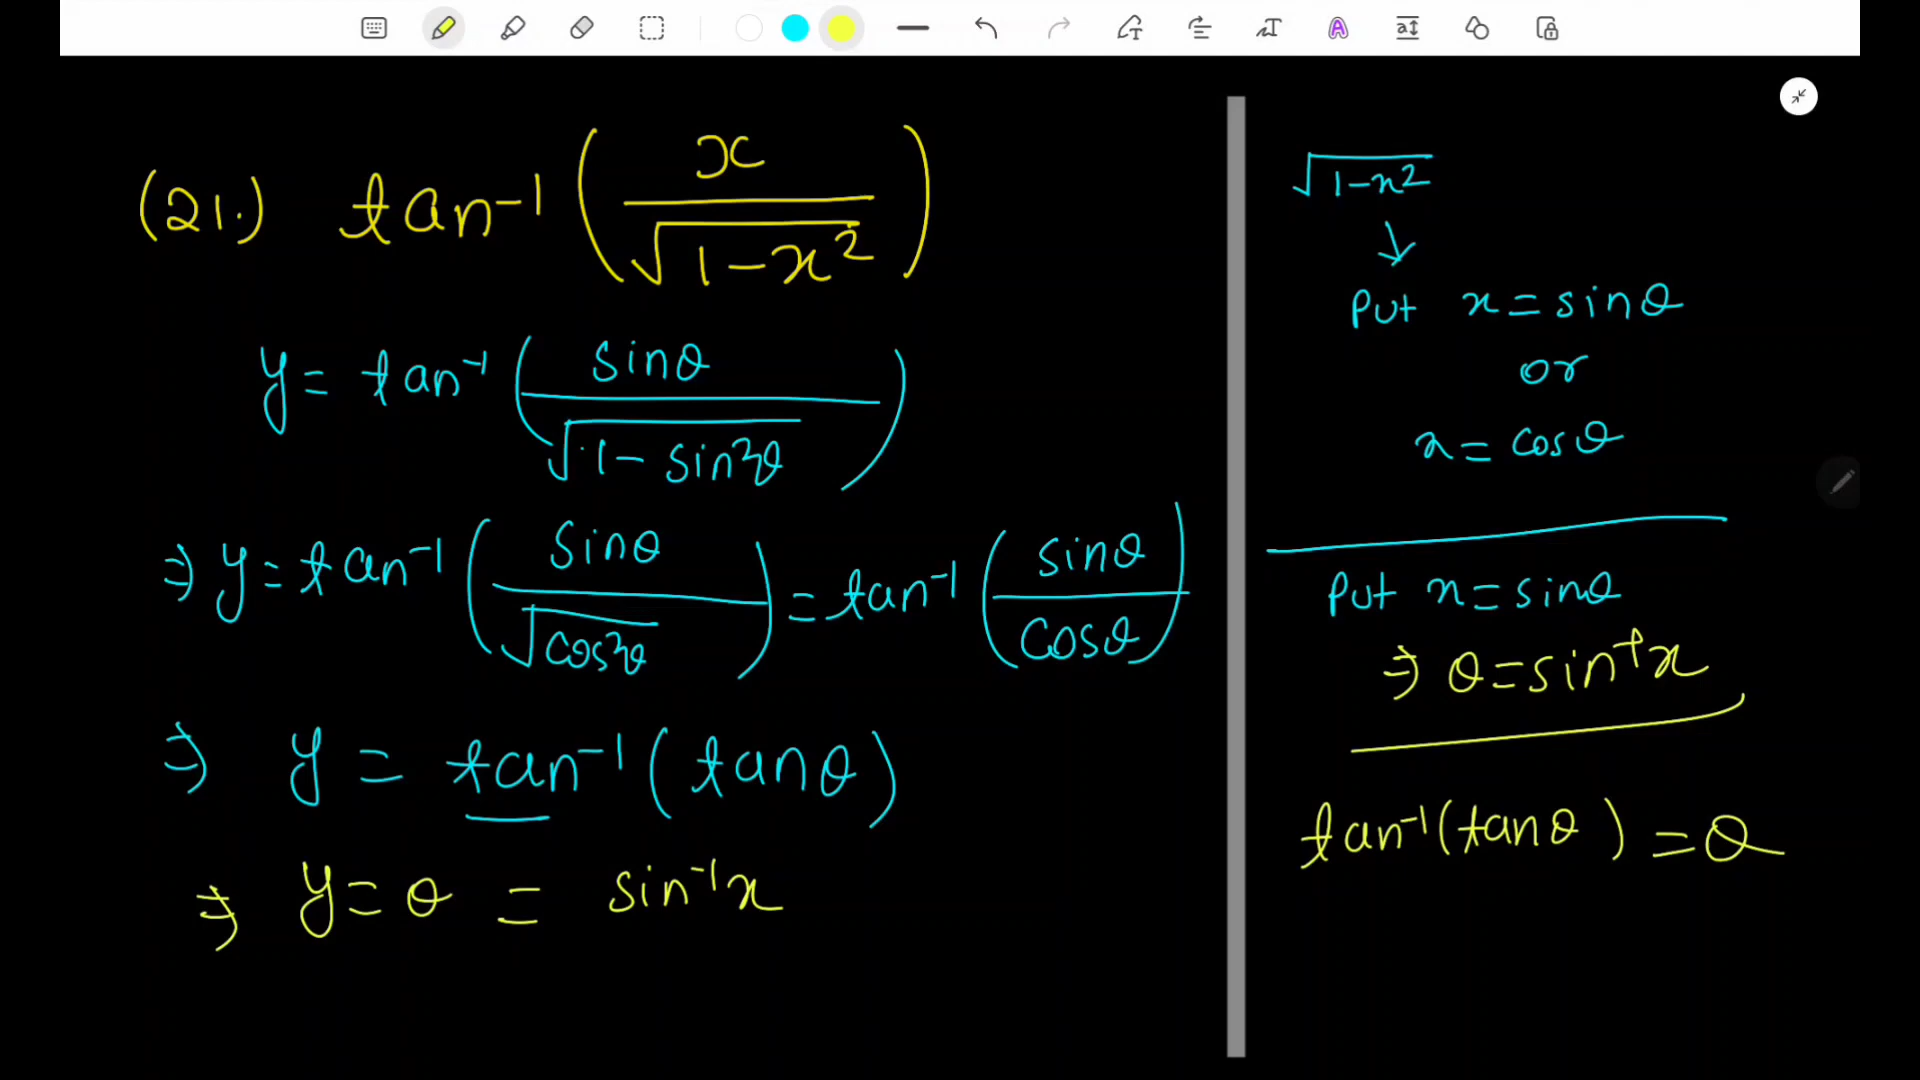 (21.) tan⁻¹ ( x / √(1-x²) )
y = tan⁻¹ ( sinθ / √(1 - sin²θ) )
⇒ y = tan⁻¹ ( sinθ / √(cos²θ) ) = tan⁻¹ ( sinθ / cosθ )
⇒ y = tan⁻¹ (tanθ)
⇒ y = θ = sin⁻¹x
√(1-x²)
↓
Put x = sinθ
or
x = cosθ
Put x = sinθ
⇒ θ = sin⁻¹x
tan⁻¹(tanθ) = θ